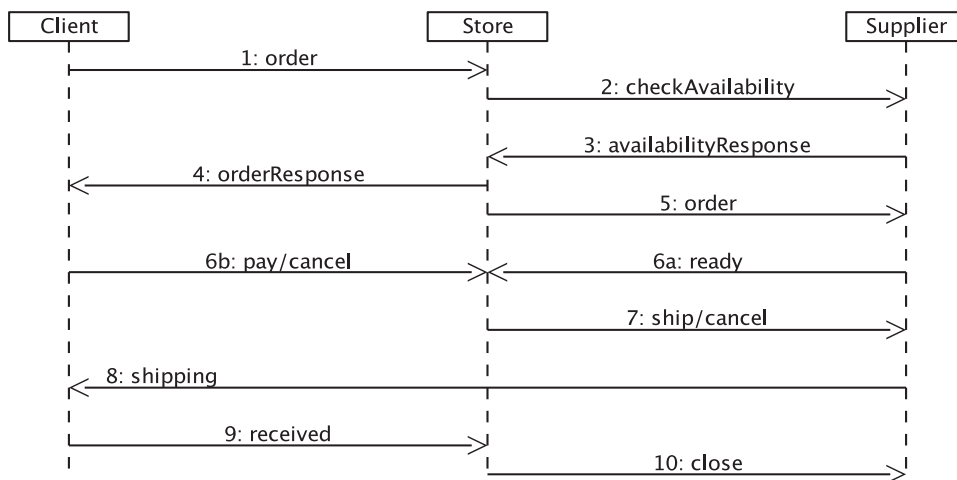 Client
Store
Supplier
1: order
2: checkAvailability
3: availabilityResponse
4: orderResponse
5: order
6b: pay/cancel
6a: ready
7: ship/cancel
8: shipping
9: received
10: close